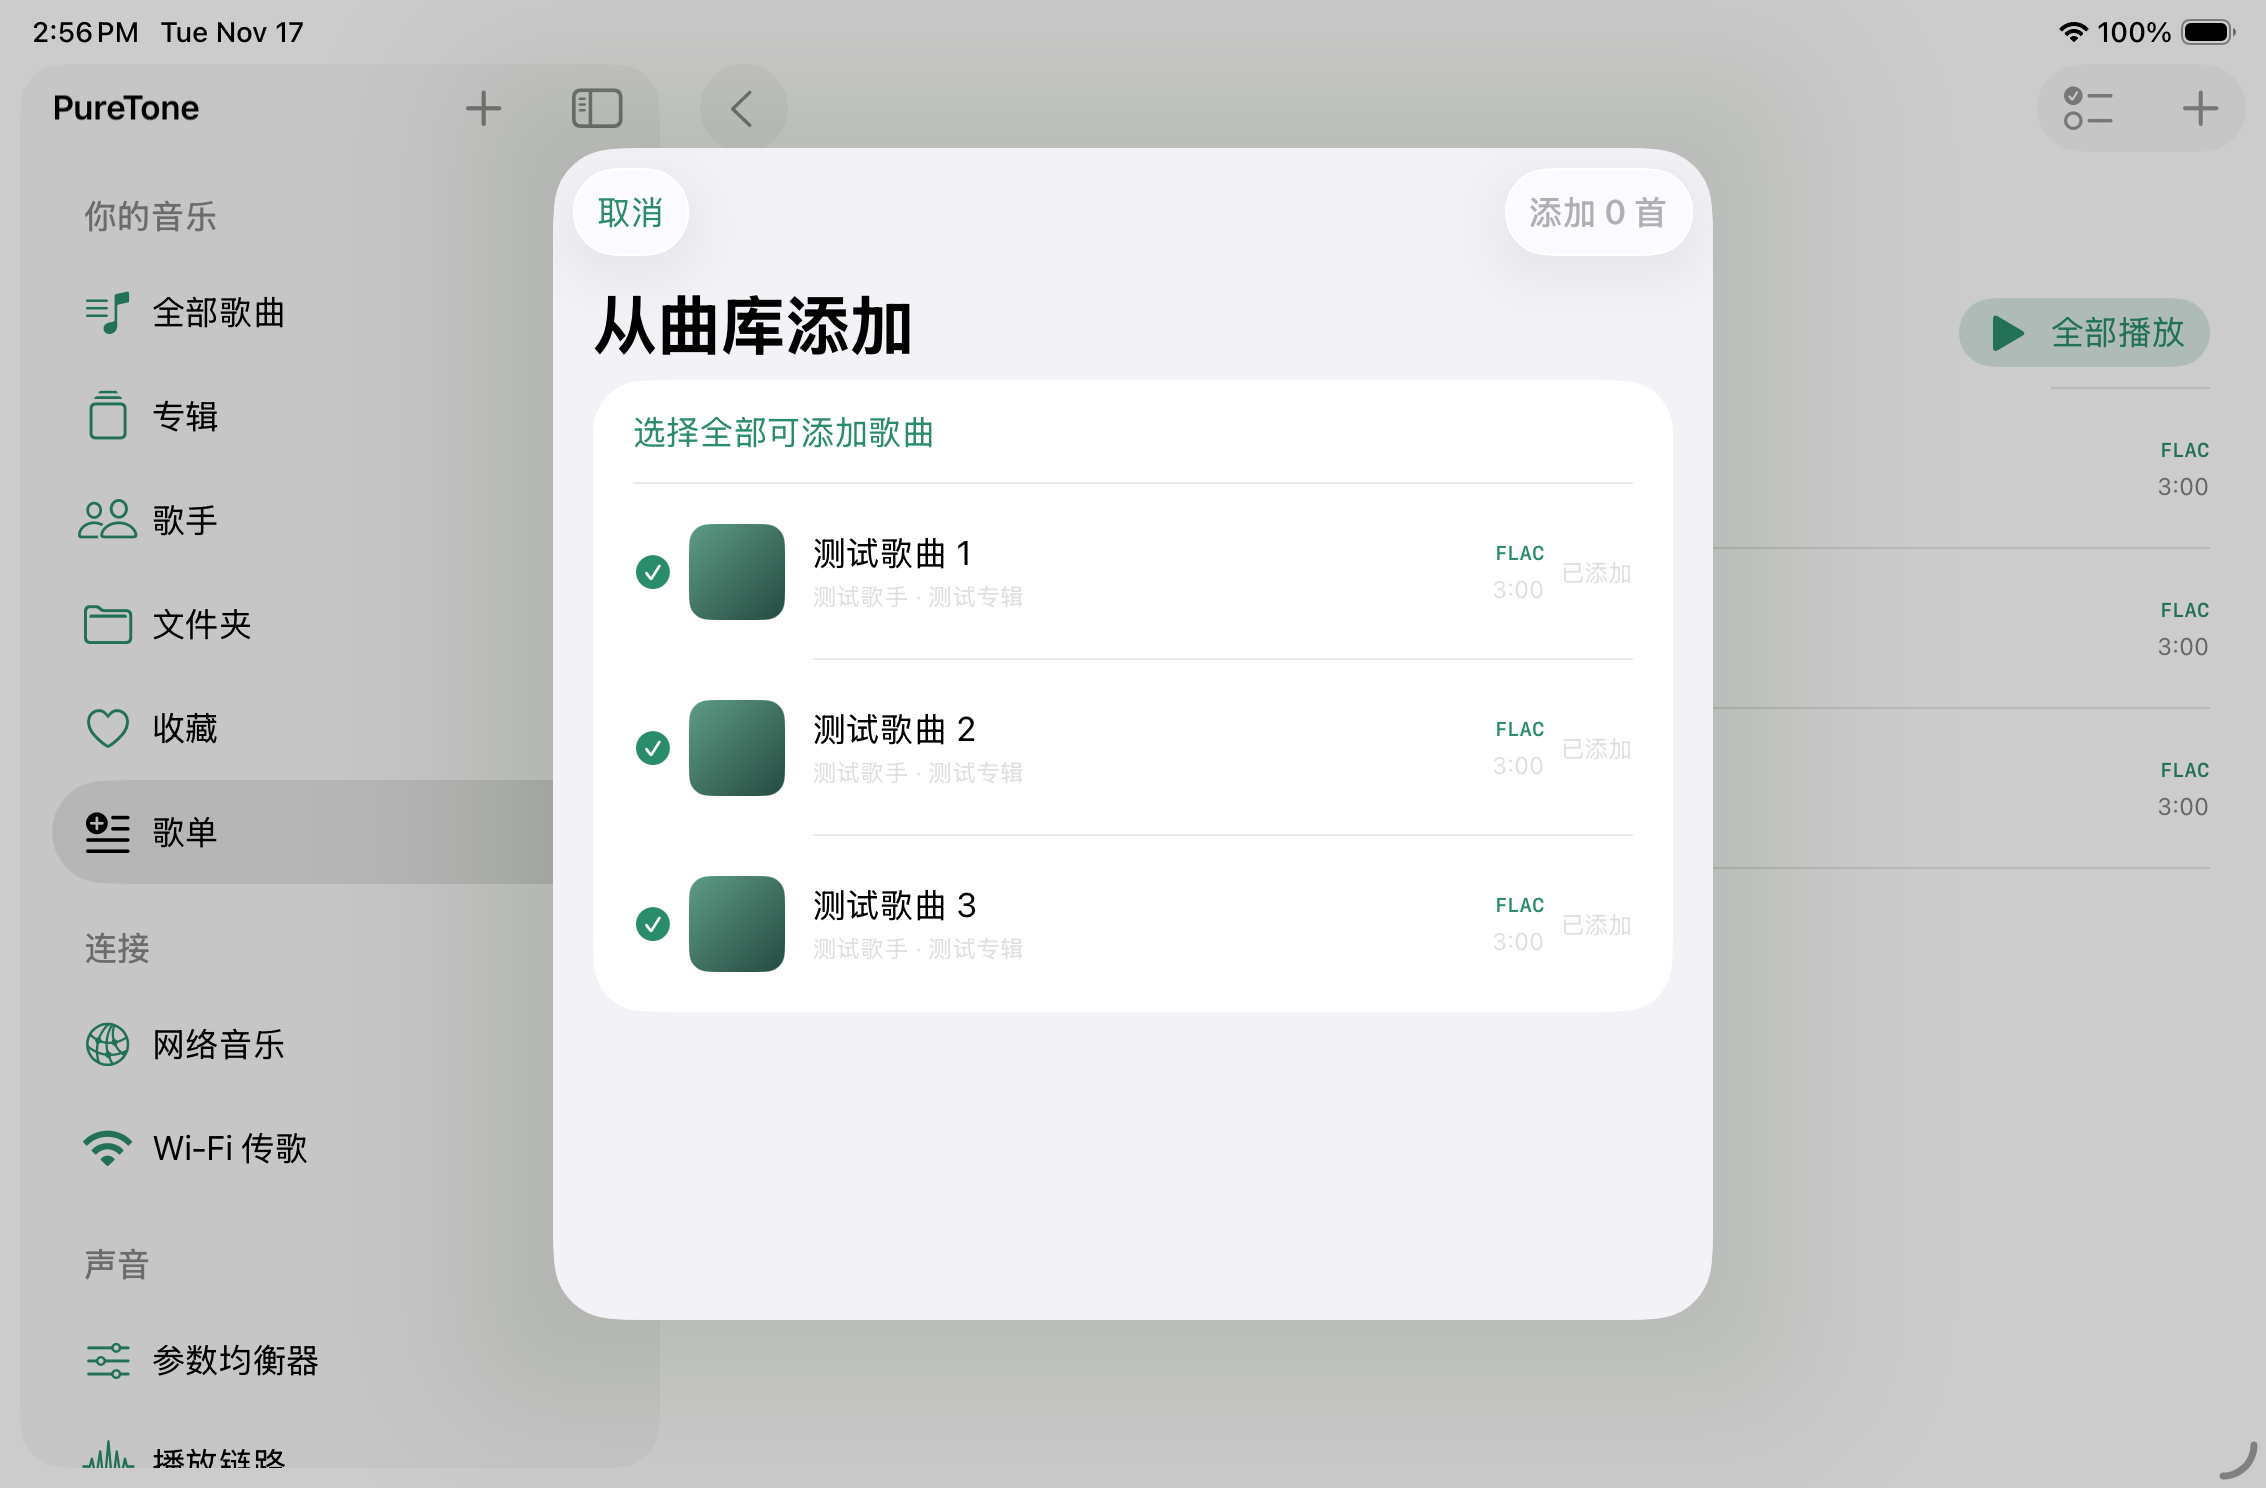 2:56 PM Tue Nov 17
100%
PureTone
你的音乐
全部歌曲
专辑
歌手
文件夹
收藏
歌单
连接
网络音乐
Wi-Fi 传歌
声音
参数均衡器
播放链路
取消
添加 0 首
从曲库添加
选择全部可添加歌曲
测试歌曲 1
测试歌手 · 测试专辑
FLAC
3:00
已添加
测试歌曲 2
测试歌手 · 测试专辑
FLAC
3:00
已添加
测试歌曲 3
测试歌手 · 测试专辑
FLAC
3:00
已添加
全部播放
FLAC
3:00
FLAC
3:00
FLAC
3:00